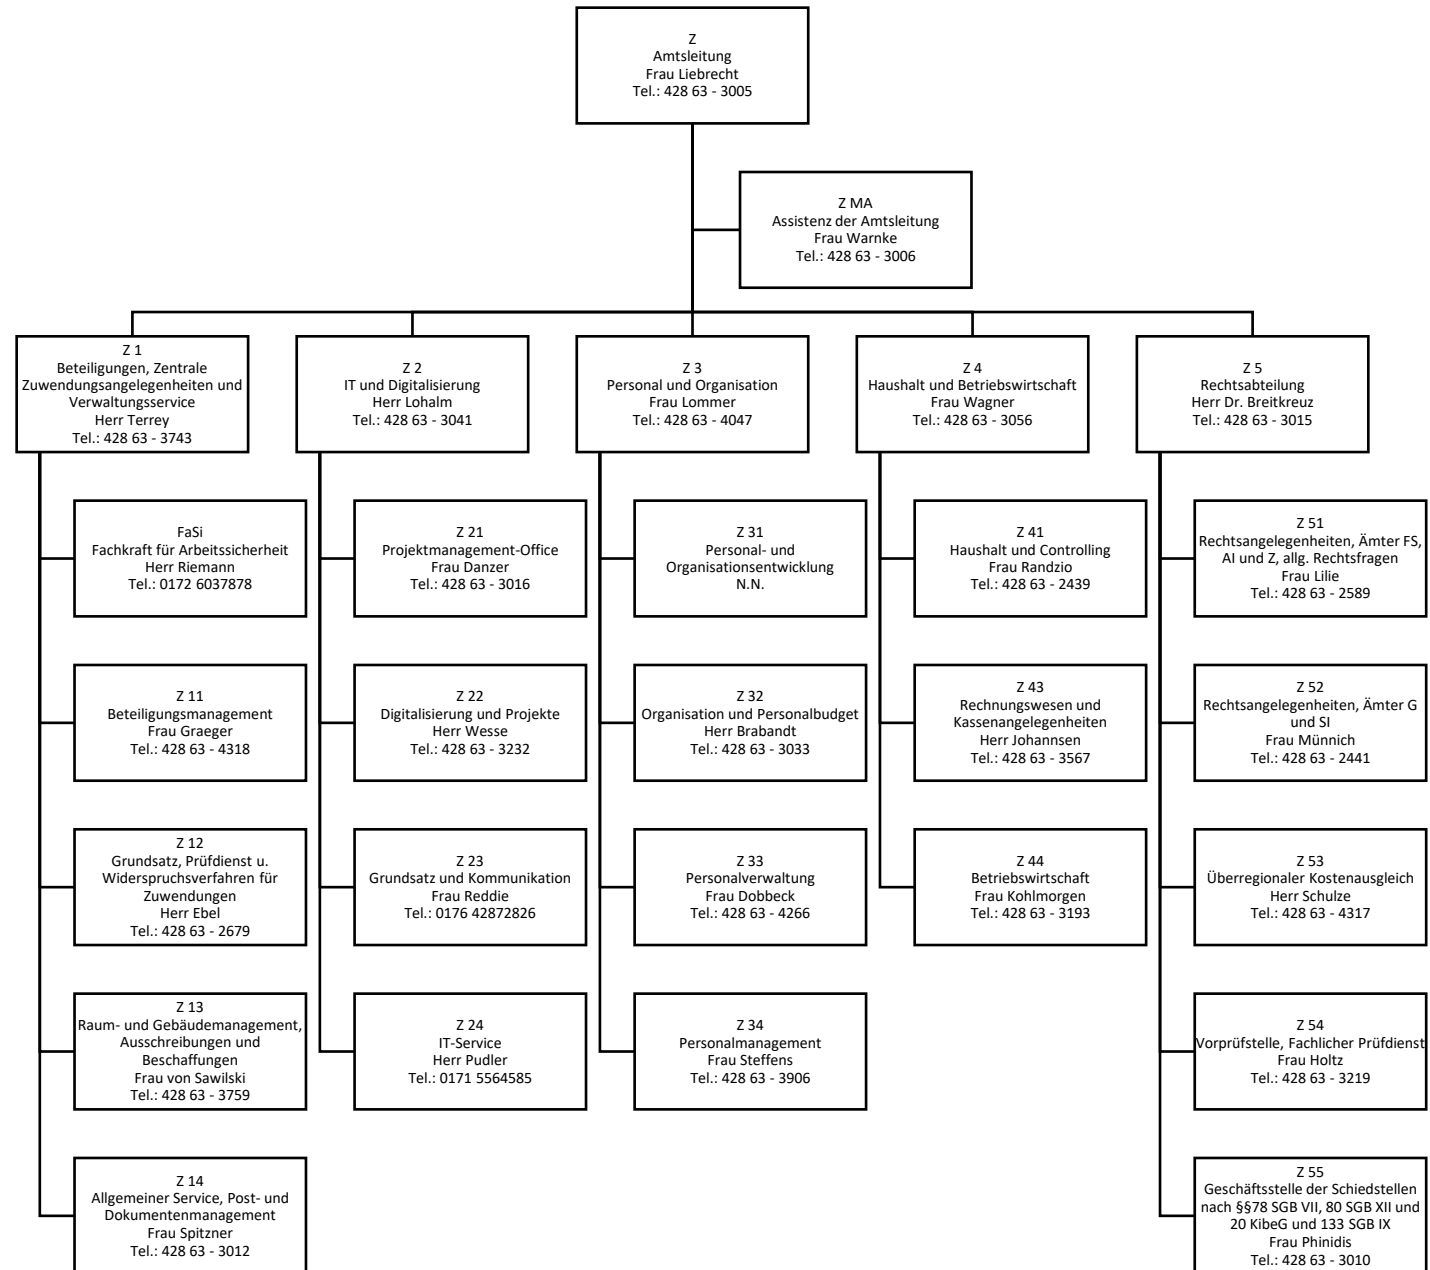 Z
Amtsleitung
Frau Liebrecht
Tel.: 428 63 - 3005
Z MA
Assistenz der Amtsleitung
Frau Warnke
Tel.: 428 63 - 3006
Z 1
Beteiligungen, Zentrale
Zuwendungsangelegenheiten und
Verwaltungsservice
Herr Terrey
Tel.: 428 63 - 3743
Z 2
IT und Digitalisierung
Herr Lohalm
Tel.: 428 63 - 3041
Z 3
Personal und Organisation
Frau Lommer
Tel.: 428 63 - 4047
Z 4
Haushalt und Betriebswirtschaft
Frau Wagner
Tel.: 428 63 - 3056
Z 5
Rechtsabteilung
Herr Dr. Breitkreuz
Tel.: 428 63 - 3015
FaSi
Fachkraft für Arbeitssicherheit
Herr Riemann
Tel.: 0172 6037878
Z 21
Projektmanagement-Office
Frau Danzer
Tel.: 428 63 - 3016
Z 31
Personal- und
Organisationsentwicklung
N.N.
Z 41
Haushalt und Controlling
Frau Randzio
Tel.: 428 63 - 2439
Z 51
Rechtsangelegenheiten, Ämter FS,
AI und Z, allg. Rechtsfragen
Frau Lilie
Tel.: 428 63 - 2589
Z 11
Beteiligungsmanagement
Frau Graeger
Tel.: 428 63 - 4318
Z 22
Digitalisierung und Projekte
Herr Wesse
Tel.: 428 63 - 3232
Z 32
Organisation und Personalbudget
Herr Brabandt
Tel.: 428 63 - 3033
Z 43
Rechnungswesen und
Kassenangelegenheiten
Herr Johannsen
Tel.: 428 63 - 3567
Z 52
Rechtsangelegenheiten, Ämter G
und SI
Frau Münnich
Tel.: 428 63 - 2441
Z 12
Grundsatz, Prüfdienst u.
Widerspruchsverfahren für
Zuwendungen
Herr Ebel
Tel.: 428 63 - 2679
Z 23
Grundsatz und Kommunikation
Frau Reddie
Tel.: 0176 42872826
Z 33
Personalverwaltung
Frau Dobbeck
Tel.: 428 63 - 4266
Z 44
Betriebswirtschaft
Frau Kohlmorgen
Tel.: 428 63 - 3193
Z 53
Überregionaler Kostenausgleich
Herr Schulze
Tel.: 428 63 - 4317
Z 13
Raum- und Gebäudemanagement,
Ausschreibungen und
Beschaffungen
Frau von Sawilski
Tel.: 428 63 - 3759
Z 24
IT-Service
Herr Pudler
Tel.: 0171 5564585
Z 34
Personalmanagement
Frau Steffens
Tel.: 428 63 - 3906
Z 54
Vorprüfstelle, Fachlicher Prüfdienst
Frau Holtz
Tel.: 428 63 - 3219
Z 14
Allgemeiner Service, Post- und
Dokumentenmanagement
Frau Spitzner
Tel.: 428 63 - 3012
Z 55
Geschäftsstelle der Schiedstellen
nach §§78 SGB VII, 80 SGB XII und
20 KibeG und 133 SGB IX
Frau Phinidis
Tel.: 428 63 - 3010